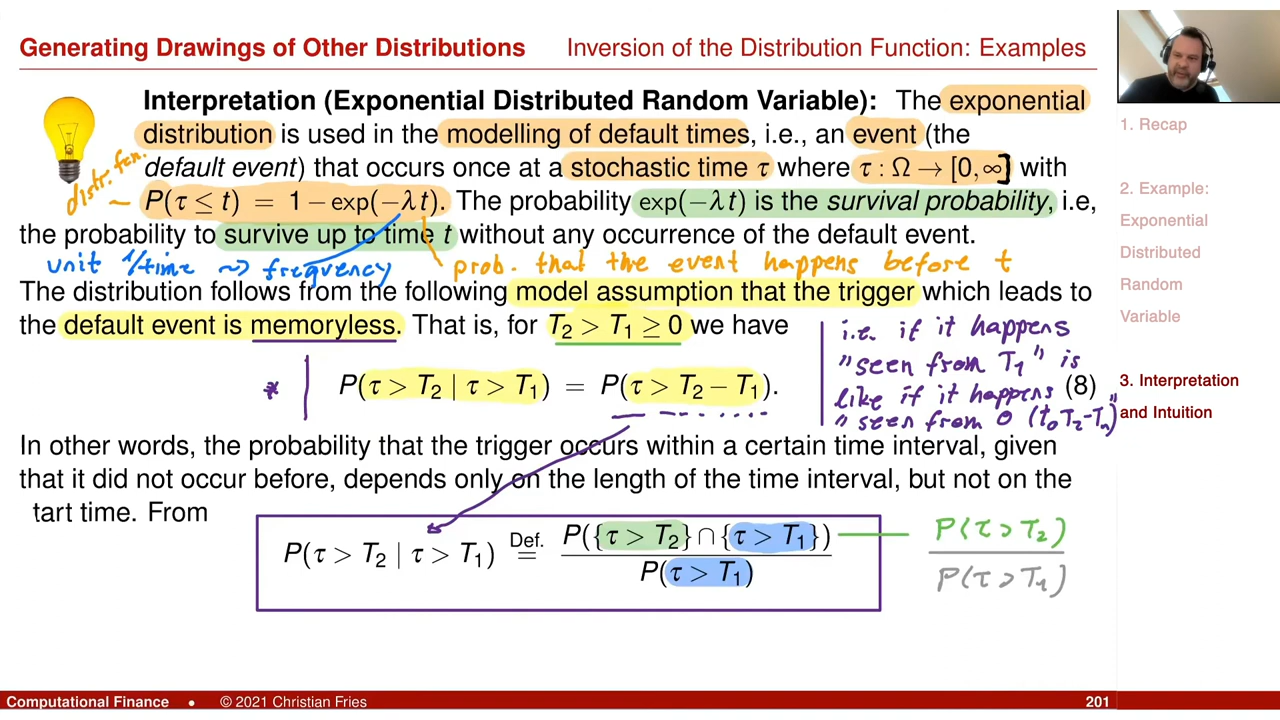 Generating Drawings of Other Distributions Inversion of the Distribution Function: Examples
Interpretation (Exponential Distributed Random Variable): The exponential
distribution is used in the modelling of default times, i.e., an event (the
default event) that occurs once at a stochastic time τ where τ : Ω → [0,∞] with
distr. fcn.
~ P(τ ≤ t) = 1 − exp(−λ t). The probability exp(−λ t) is the survival probability, i.e,
the probability to survive up to time t without any occurrence of the default event.
unit 1/time ~> frequency prob. that the event happens before t
The distribution follows from the following model assumption that the trigger which leads to
the default event is memoryless. That is, for T₂ > T₁ ≥ 0 we have
* P(τ > T₂ | τ > T₁) = P(τ > T₂ − T₁). (8)
i.e. if it happens
"seen from T₁" is
like if it happens
"seen from 0 (to T₂-T₁)"
In other words, the probability that the trigger occurs within a certain time interval, given
that it did not occur before, depends only on the length of the time interval, but not on the
tart time. From
P(τ > T₂ | τ > T₁) Def. = P({τ > T₂} ∩ {τ > T₁}) / P(τ > T₁)
P(τ > T₂)
P(τ > T₁)
1. Recap
2. Example:
Exponential
Distributed
Random
Variable
3. Interpretation
and Intuition
Computational Finance • © 2021 Christian Fries 201